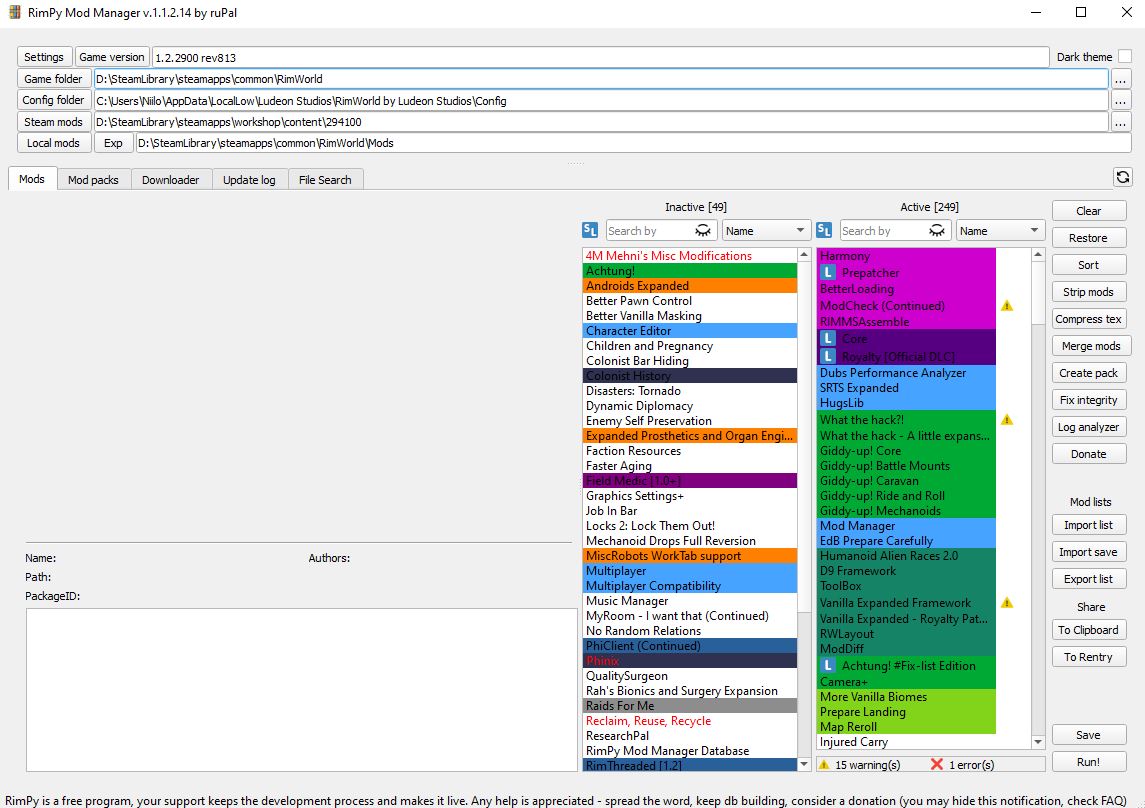 RimPy Mod Manager v.1.1.2.14 by ruPal
Settings Game version 1.2.2900 rev813 Dark theme
Game folder D:\SteamLibrary\steamapps\common\RimWorld ...
Config folder C:\Users\Niilo\AppData\LocalLow\Ludeon Studios\RimWorld by Ludeon Studios\Config ...
Steam mods D:\SteamLibrary\steamapps\workshop\content\294100 ...
Local mods Exp D:\SteamLibrary\steamapps\common\RimWorld\Mods
Mods Mod packs Downloader Update log File Search
Name: Authors:
Path:
PackageID:
Inactive [49]
SL Search by Name
4M Mehni's Misc Modifications
Achtung!
Androids Expanded
Better Pawn Control
Better Vanilla Masking
Character Editor
Children and Pregnancy
Colonist Bar Hiding
Colonist History
Disasters: Tornado
Dynamic Diplomacy
Enemy Self Preservation
Expanded Prosthetics and Organ Engi...
Faction Resources
Faster Aging
Field Medic [1.0+]
Graphics Settings+
Job In Bar
Locks 2: Lock Them Out!
Mechanoid Drops Full Reversion
MiscRobots WorkTab support
Multiplayer
Multiplayer Compatibility
Music Manager
MyRoom - I want that (Continued)
No Random Relations
PhiClient (Continued)
Phinix
QualitySurgeon
Rah's Bionics and Surgery Expansion
Raids For Me
Reclaim, Reuse, Recycle
ResearchPal
RimPy Mod Manager Database
RimThreaded [1.2]
Active [249]
SL Search by Name
Harmony
L Prepatcher
BetterLoading
ModCheck (Continued)
RIMMSAssemble
L Core
L Royalty [Official DLC]
Dubs Performance Analyzer
SRTS Expanded
HugsLib
What the hack?!
What the hack - A little expans...
Giddy-up! Core
Giddy-up! Battle Mounts
Giddy-up! Caravan
Giddy-up! Ride and Roll
Giddy-up! Mechanoids
Mod Manager
EdB Prepare Carefully
Humanoid Alien Races 2.0
D9 Framework
ToolBox
Vanilla Expanded Framework
Vanilla Expanded - Royalty Pat...
RWLayout
ModDiff
L Achtung! #Fix-list Edition
Camera+
More Vanilla Biomes
Prepare Landing
Map Reroll
Injured Carry
15 warning(s) 1 error(s)
Clear
Restore
Sort
Strip mods
Compress tex
Merge mods
Create pack
Fix integrity
Log analyzer
Donate
Mod lists
Import list
Import save
Export list
Share
To Clipboard
To Rentry
Save
Run!
RimPy is a free program, your support keeps the development process and makes it live. Any help is appreciated - spread the word, keep db building, consider a donation (you may hide this notification, check FAQ)